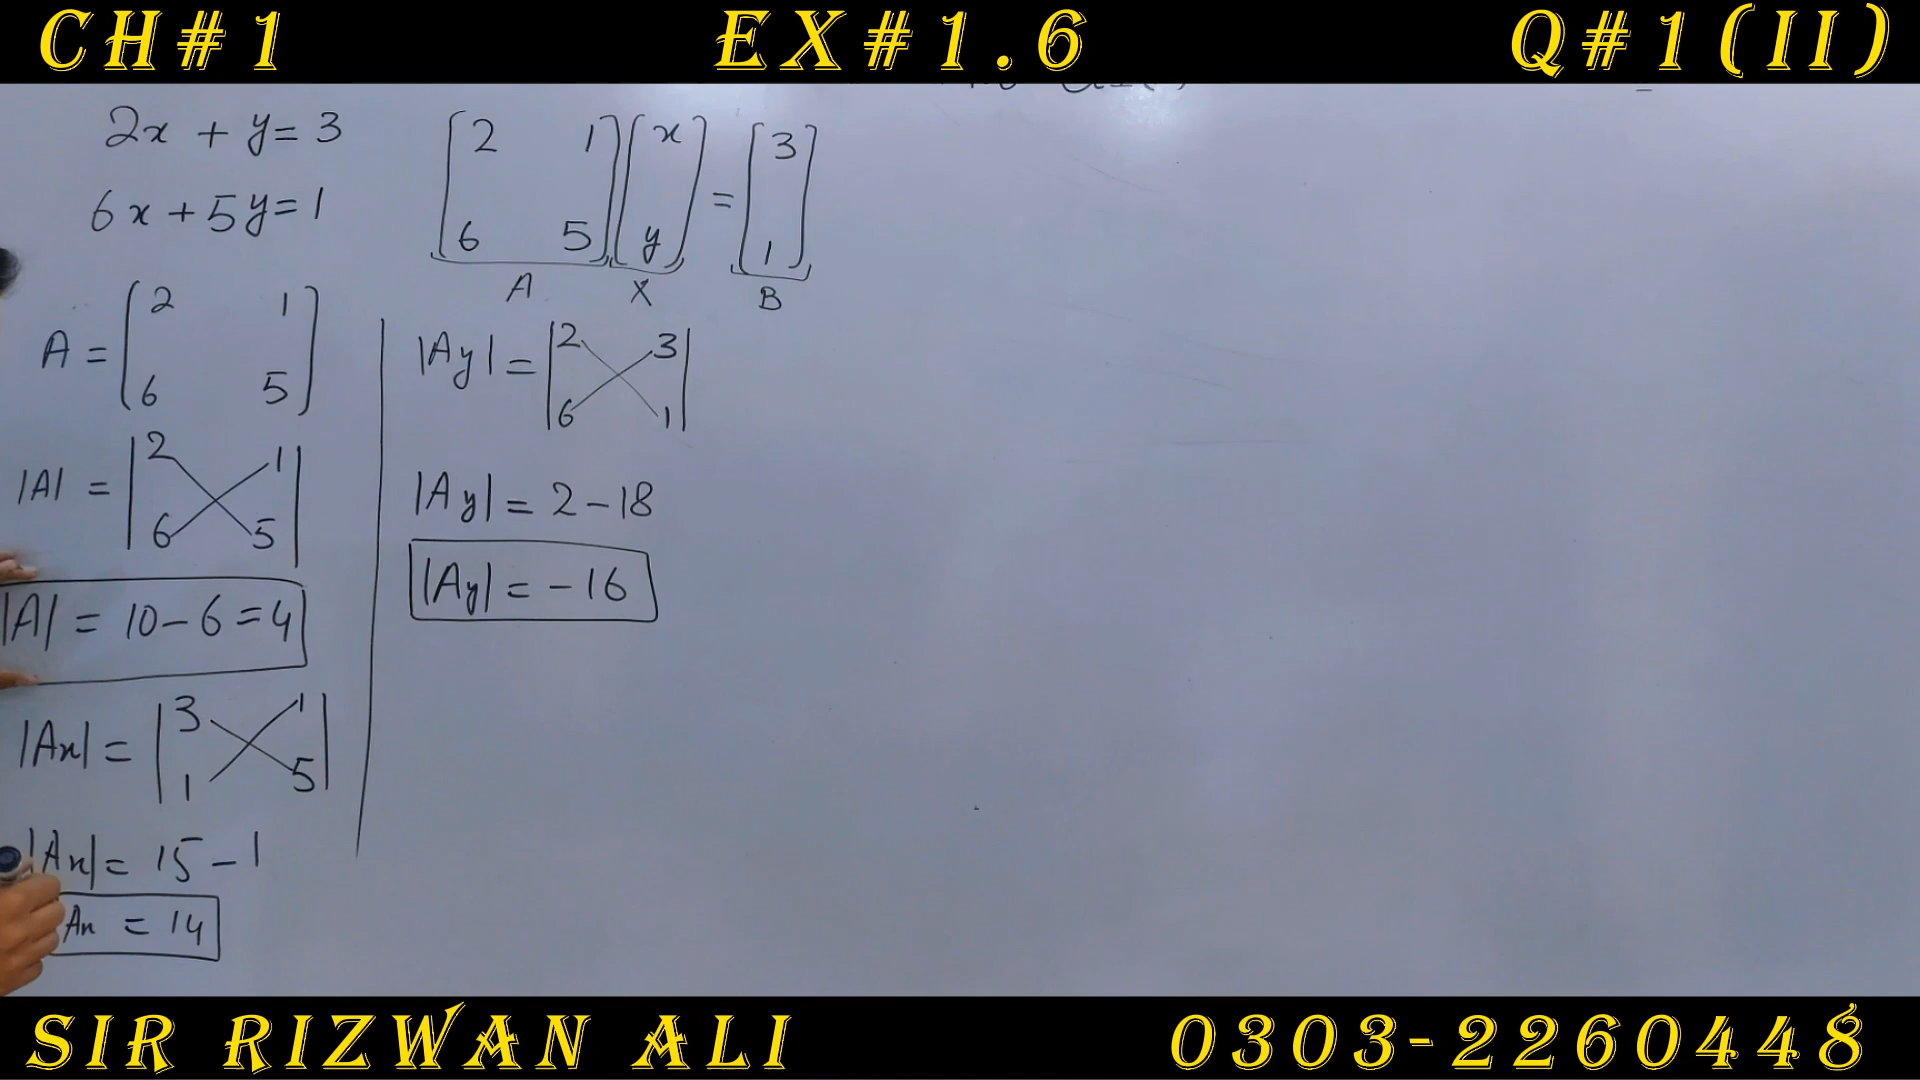 CH#1 EX#1.6 Q#1(II)
2x + y = 3
6x + 5y = 1
[2 1] [x] = [3]
[6 5] [y] [1]
A X B
A = [2 1]
[6 5]
|A| = |2 1|
|6 5|
|A| = 10 - 6 = 4
|Ax| = |3 1|
|1 5|
|Ax| = 15 - 1
Ax = 14
|Ay| = |2 3|
|6 1|
|Ay| = 2 - 18
|Ay| = -16
SIR RIZWAN ALI 0303-2260448